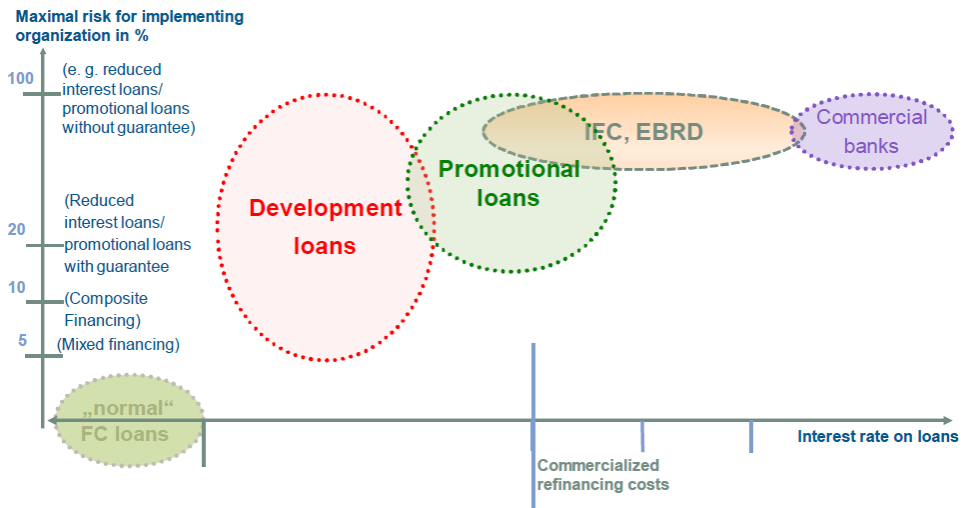 Maximal risk for implementing
organization in %
100
(e. g. reduced
interest loans/
promotional loans
without guarantee)
IFC, EBRD
Commercial
banks
Promotional
loans
Development
loans
(Reduced
interest loans/
20
promotional loans
with guarantee
10
(Composite
Financing)
5
(Mixed financing)
„normal“
FC loans
Interest rate on loans
Commercialized
refinancing costs